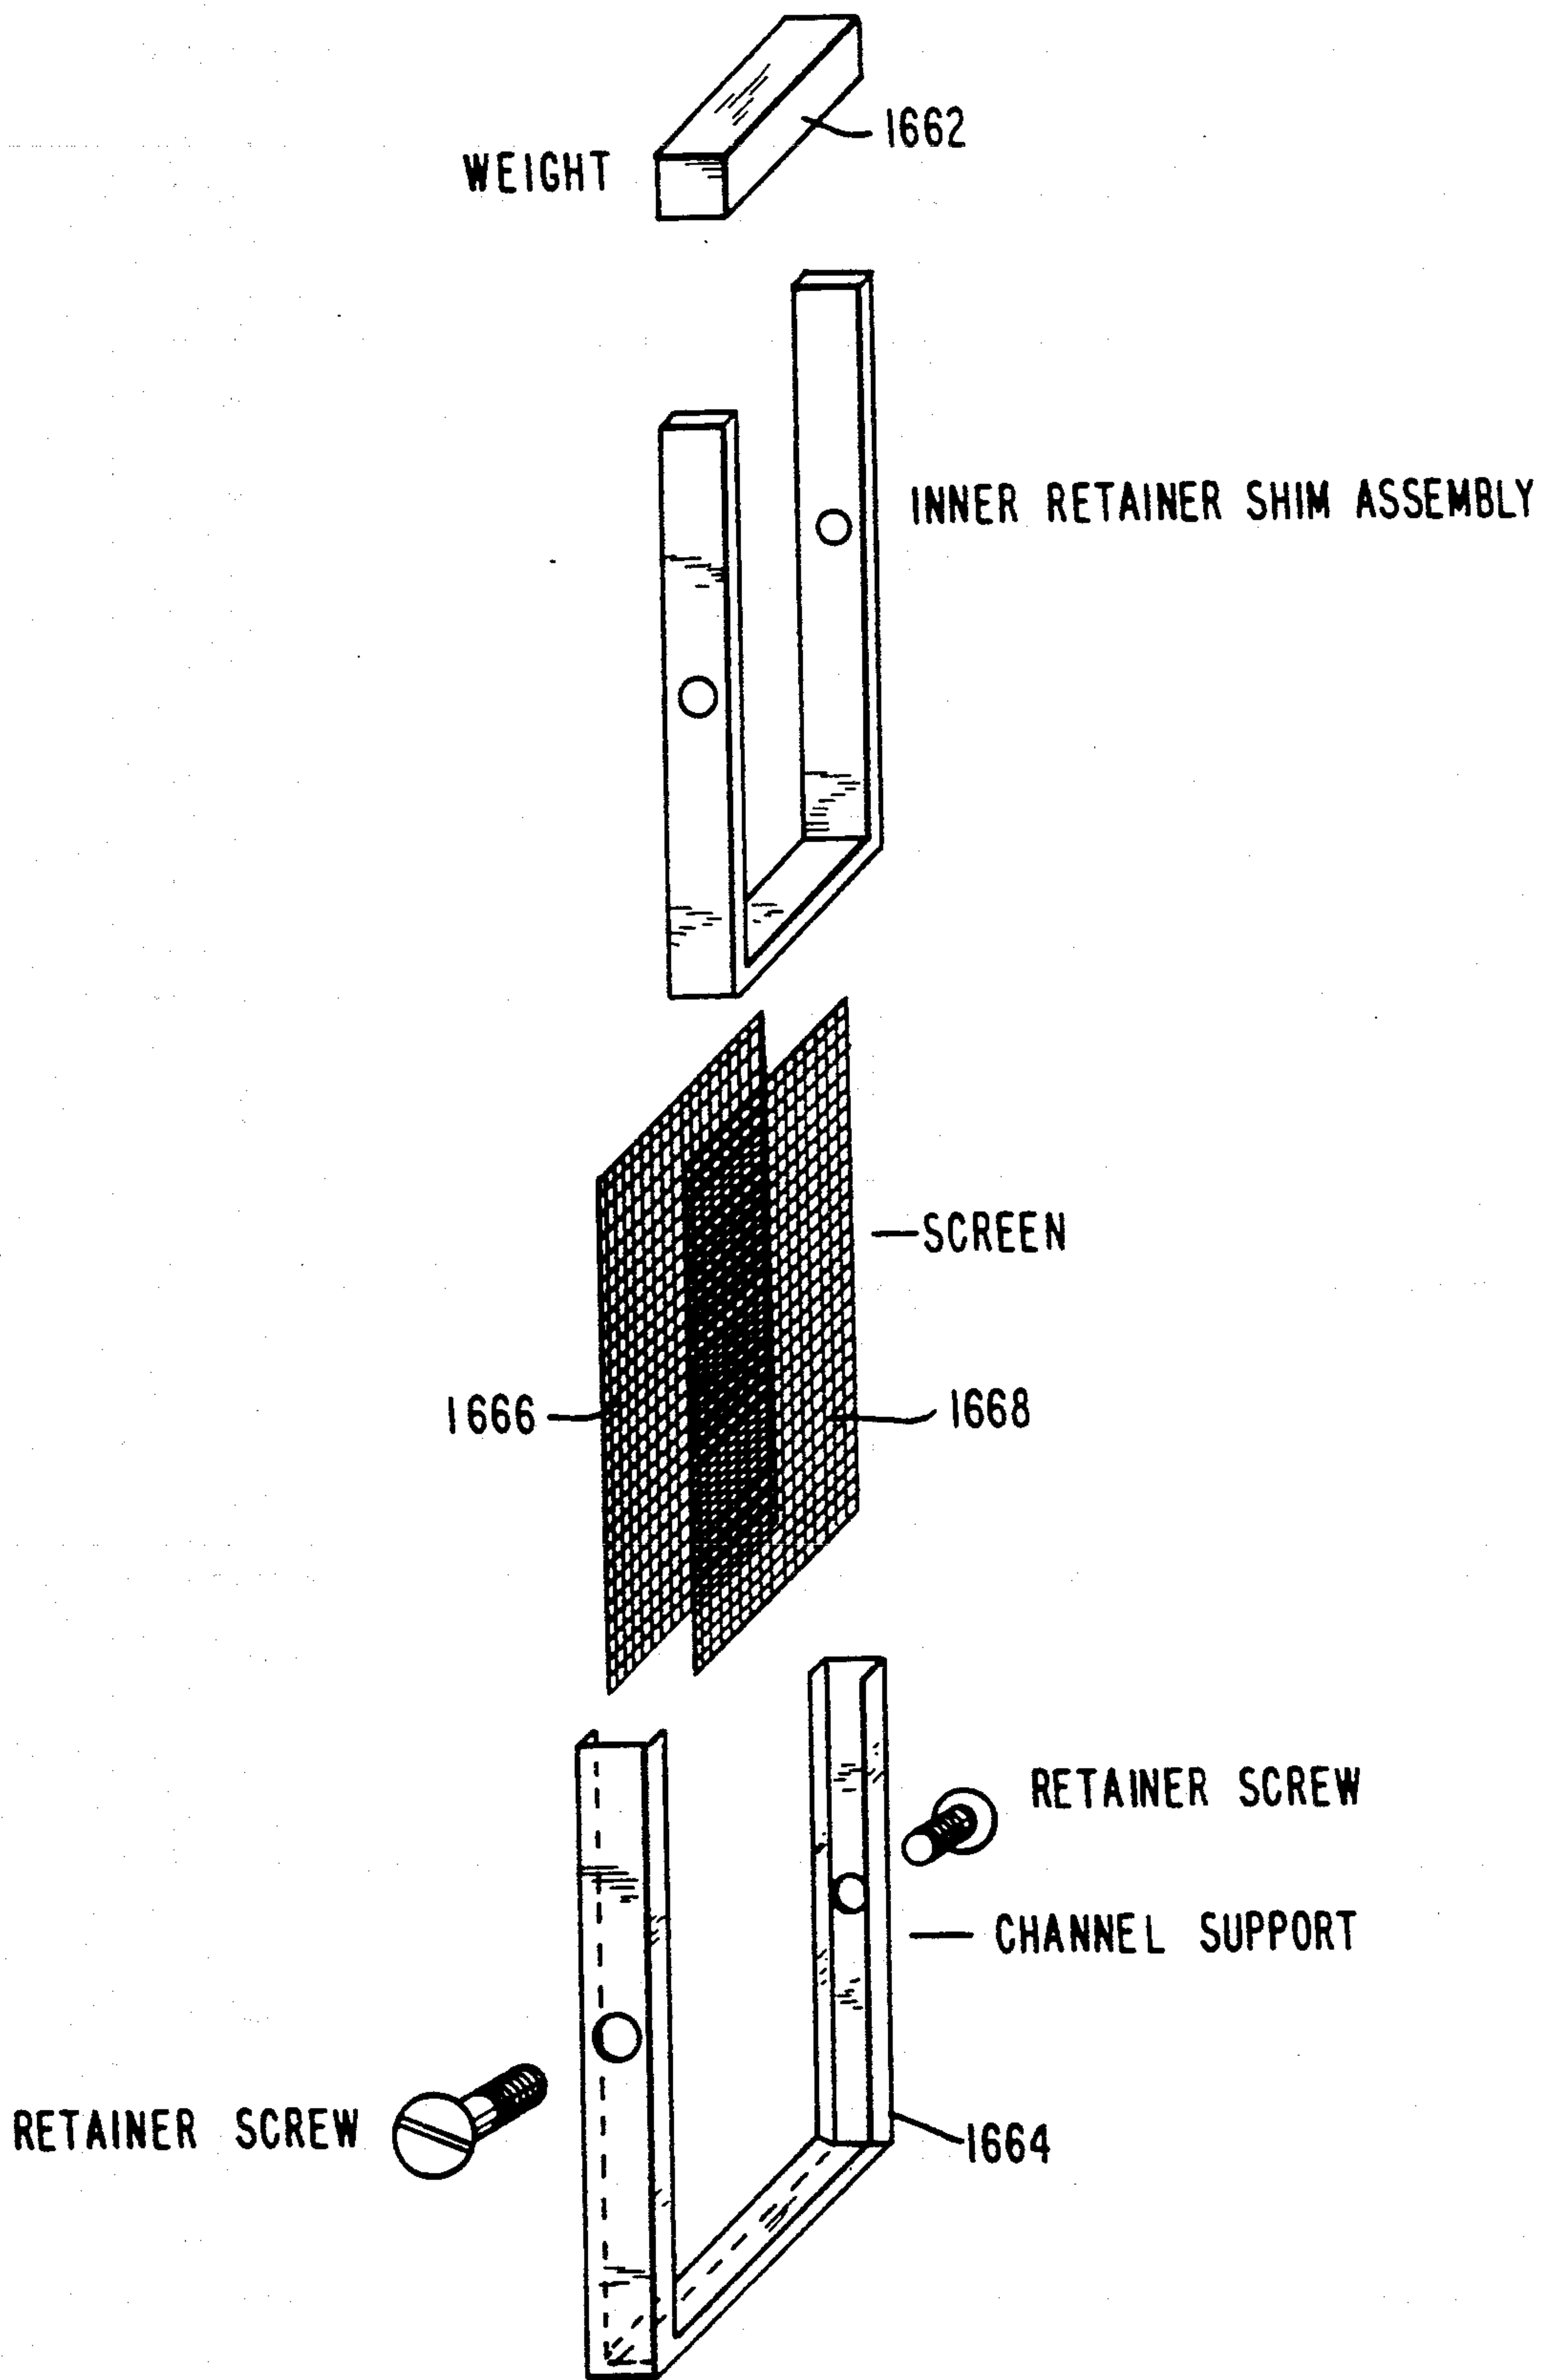 1662
WEIGHT
INNER RETAINER SHIM ASSEMBLY
SCREEN
1666
1668
RETAINER SCREW
CHANNEL SUPPORT
RETAINER SCREW
1664